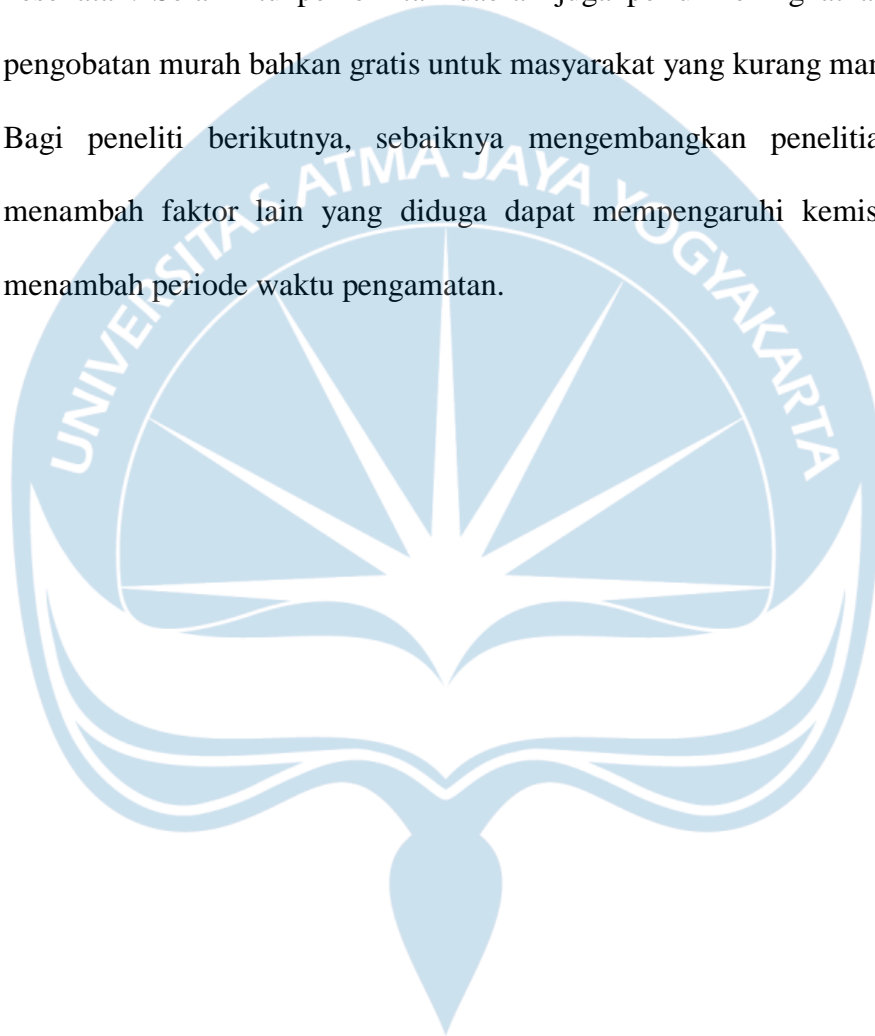 pengobatan murah bahkan gratis untuk masyarakat yang kurang
Bagi peneliti berikutnya, sebaiknya mengembangkan
menambah faktor lain yang diduga dapat mempengaruhi
menambah periode waktu pengamatan.
UNIVERSITAS ATMA JAYA YOGYAKARTA